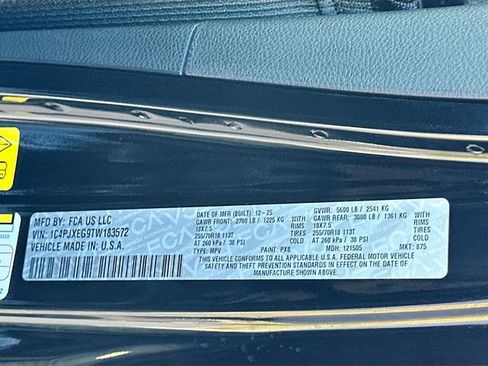 MFD BY: FCA US LLC
VIN: 1C4PJXEG9TW183572
VEHICLE MADE IN: U.S.A.
DATE OF MFR (BUILT): 12-25 GVWR: 5600 LB / 2541 KG
GAWR FRONT: 2700 LB / 1225 KG WITH GAWR REAR: 3000 LB / 1361 KG WITH
18X7.5 RIMS 18X7.5 RIMS
255/70R18 113T TIRES 255/70R18 113T TIRES
AT 260 kPa / 38 PSI AT 260 kPa / 38 PSI
TYPE: MPV PAINT: PX8 MDH: 121505 MKT: 875
THIS VEHICLE CONFORMS TO ALL APPLICABLE U.S.A. FEDERAL MOTOR VEHICLE
SAFETY AND THEFT PREVENTION STANDARDS IN EFFECT ON THE DATE
OF MANUFACTURE SHOWN ABOVE.